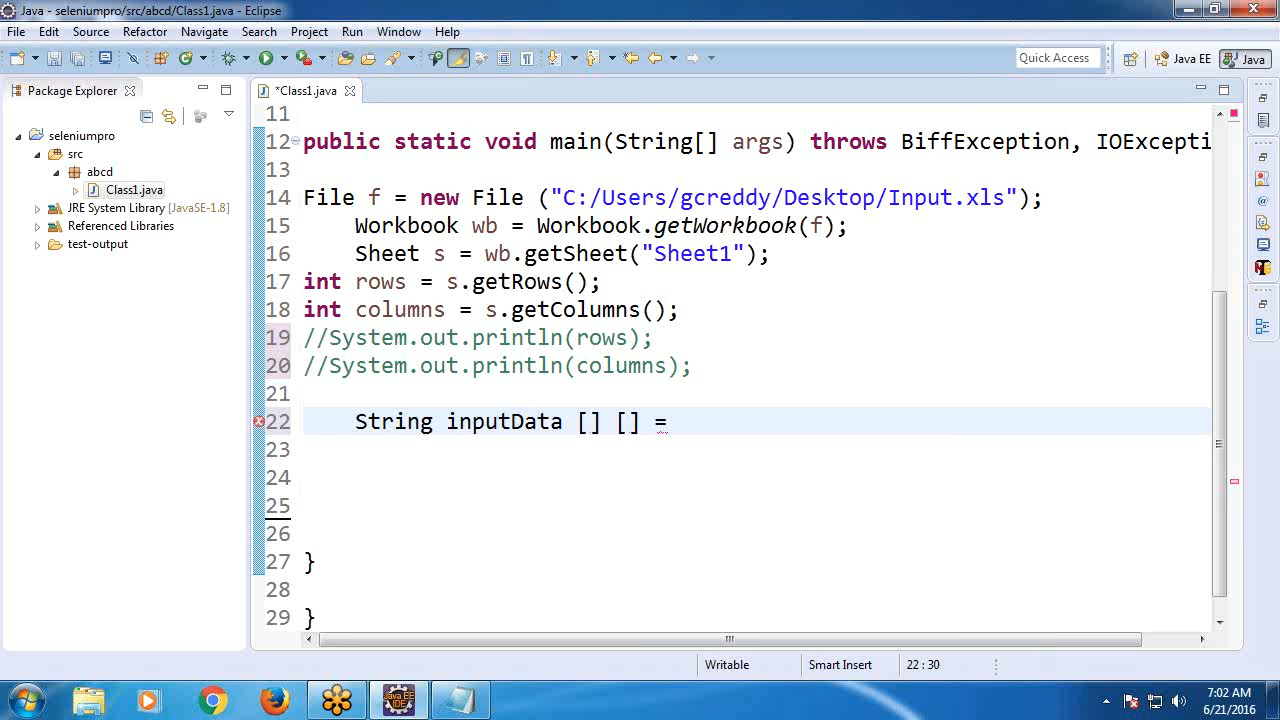 Java - seleniumpro/src/abcd/Class1.java - Eclipse
File Edit Source Refactor Navigate Search Project Run Window Help
Quick Access
Java EE
Java
Package Explorer
*Class1.java
seleniumpro
src
abcd
Class1.java
JRE System Library [JavaSE-1.8]
Referenced Libraries
test-output
11
12 public static void main(String[] args) throws BiffException, IOExcepti
13
14 File f = new File ("C:/Users/gcreddy/Desktop/Input.xls");
15 Workbook wb = Workbook.getWorkbook(f);
16 Sheet s = wb.getSheet("Sheet1");
17 int rows = s.getRows();
18 int columns = s.getColumns();
19 //System.out.println(rows);
20 //System.out.println(columns);
21
22 String inputData [] [] =
23
24
25
26
27 }
28
29 }
Writable
Smart Insert
22 : 30
Java EE
IDE
7:02 AM
6/21/2016